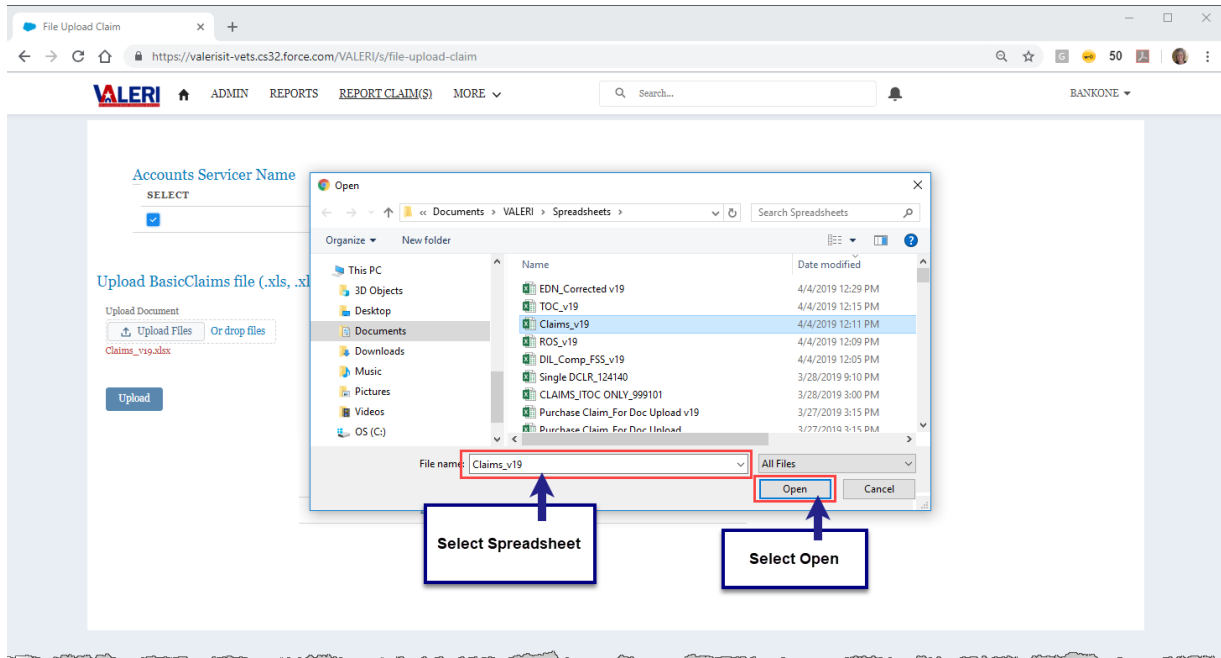 File Upload Claim
https://valerisit-vets.cs32.force.com/VALERI/s/file-upload-claim
G
50
VALERI
ADMIN
REPORTS
REPORT CLAIM(S)
MORE
Search...
BANKONE
Accounts Servicer Name
SELECT
Upload BasicClaims file (.xls, .xl
Upload Document
Upload Files
Or drop files
Claims_v19.xlsx
Upload
Open
« Documents > VALERI > Spreadsheets >
Search Spreadsheets
Organize
New folder
This PC
3D Objects
Desktop
Documents
Downloads
Music
Pictures
Videos
OS (C:)
Name Date modified
EDN_Corrected v19 4/4/2019 12:29 PM
TOC_v19 4/4/2019 12:15 PM
Claims_v19 4/4/2019 12:11 PM
ROS_v19 4/4/2019 12:09 PM
DIL_Comp_FSS_v19 4/4/2019 12:05 PM
Single DCLR_124140 3/28/2019 9:10 PM
CLAIMS_ITOC ONLY_999101 3/28/2019 3:00 PM
Purchase Claim_For Doc Upload v19 3/27/2019 3:15 PM
Purchase Claim_For Doc Upload 3/27/2019 3:15 PM
File name: Claims_v19
All Files
Open
Cancel
Select Spreadsheet
Select Open